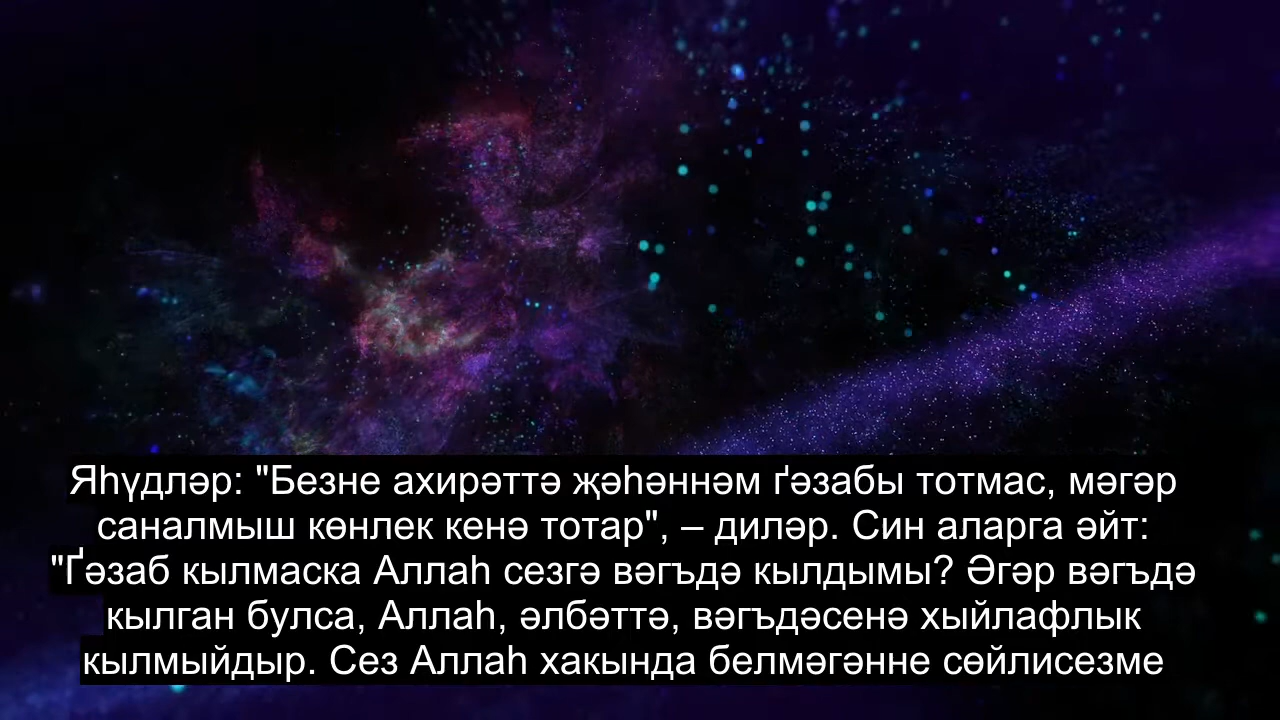 Яһүдләр: "Безне ахирәттә җәһәннәм ґәзабы тотмас, мәгәр
саналмыш көнлек кенә тотар", – диләр. Син аларга әйт:
"Ґәзаб кылмаска Аллаһ сезгә вәгъдә кылдымы? Әгәр вәгъдә
кылган булса, Аллаһ, әлбәттә, вәгъдәсенә хыйлафлык
кылмыйдыр. Сез Аллаһ хакында белмәгәнне сөйлисезме